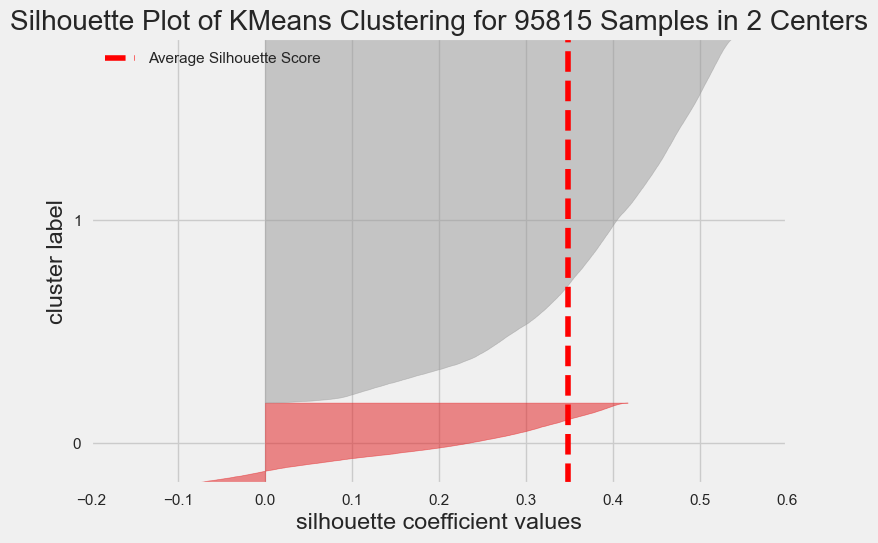 Silhouette Plot of KMeans Clustering for 95815 Samples in 2 Centers
Average Silhouette Score
cluster label
1
0
−0.2 −0.1 0.0 0.1 0.2 0.3 0.4 0.5 0.6
silhouette coefficient values